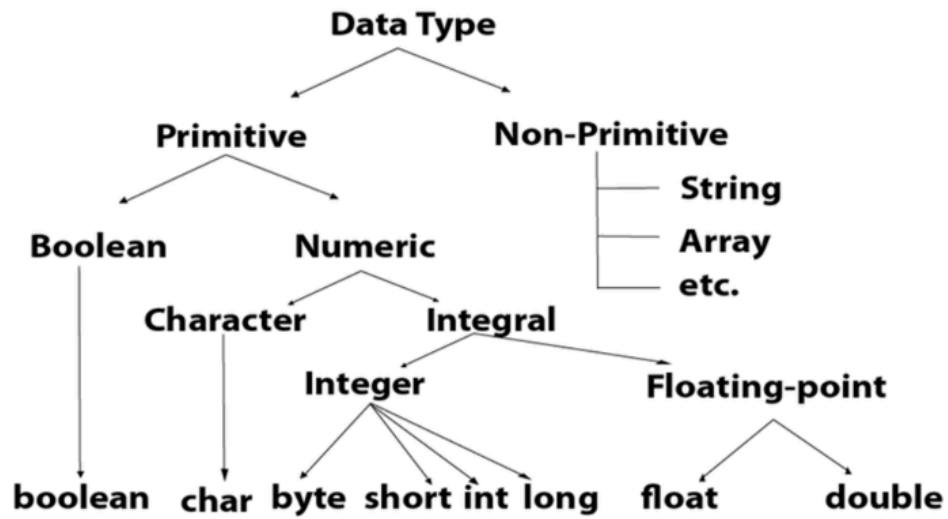 Data Type
Primitive
Non-Primitive
String
Array
etc.
Boolean
Numeric
Character
Integral
Integer
Floating-point
boolean
char
byte
short
int
long
float
double